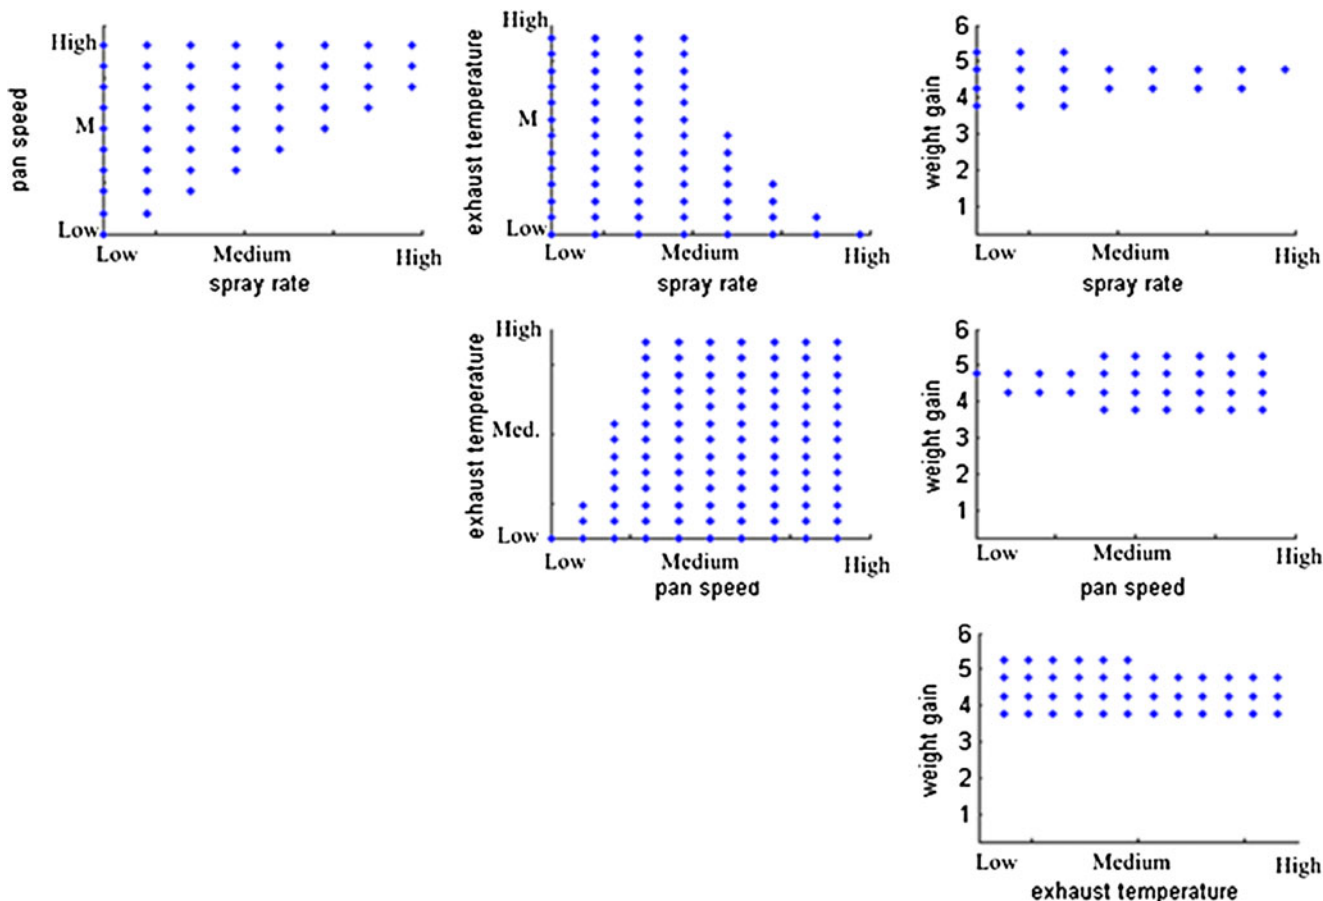 High
M
Low
pan speed
Low Medium High
spray rate
High
M
Low
exhaust temperature
Low Medium High
spray rate
6
5
4
3
2
1
weight gain
Low Medium High
spray rate
High
Med.
Low
exhaust temperature
Low Medium High
pan speed
6
5
4
3
2
1
weight gain
Low Medium High
pan speed
6
5
4
3
2
1
weight gain
Low Medium High
exhaust temperature